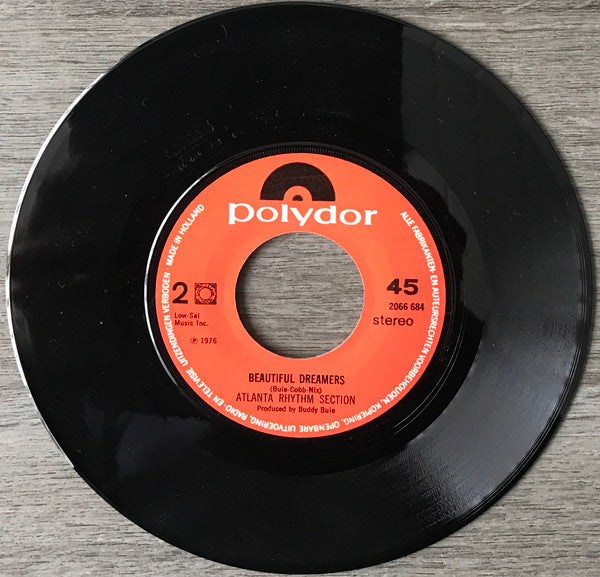 polydor
2
45
Low-Sal
Music Inc.
2066 684
stereo
℗ 1976
BEAUTIFUL DREAMERS
(Buie-Cobb-Nix)
ATLANTA RHYTHM SECTION
Produced by Buddy Buie
ALLE FABRIKANTEN- EN AUTEURSRECHTEN VOORBEHOUDEN, KOPIERING, OPENBARE UITVOERING, RADIO- EN TELEVISIE UITZENDINGEN VERBODEN · MADE IN HOLLAND